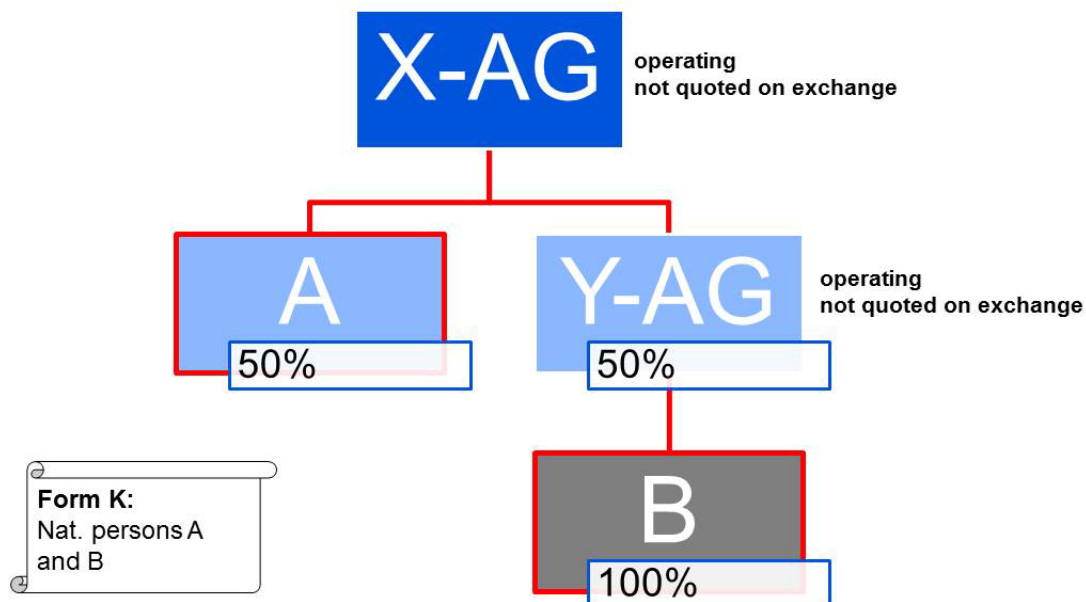 X-AG
operating
not quoted on exchange
A
50%
Y-AG
50%
operating
not quoted on exchange
Form K:
Nat. persons A
and B
B
100%